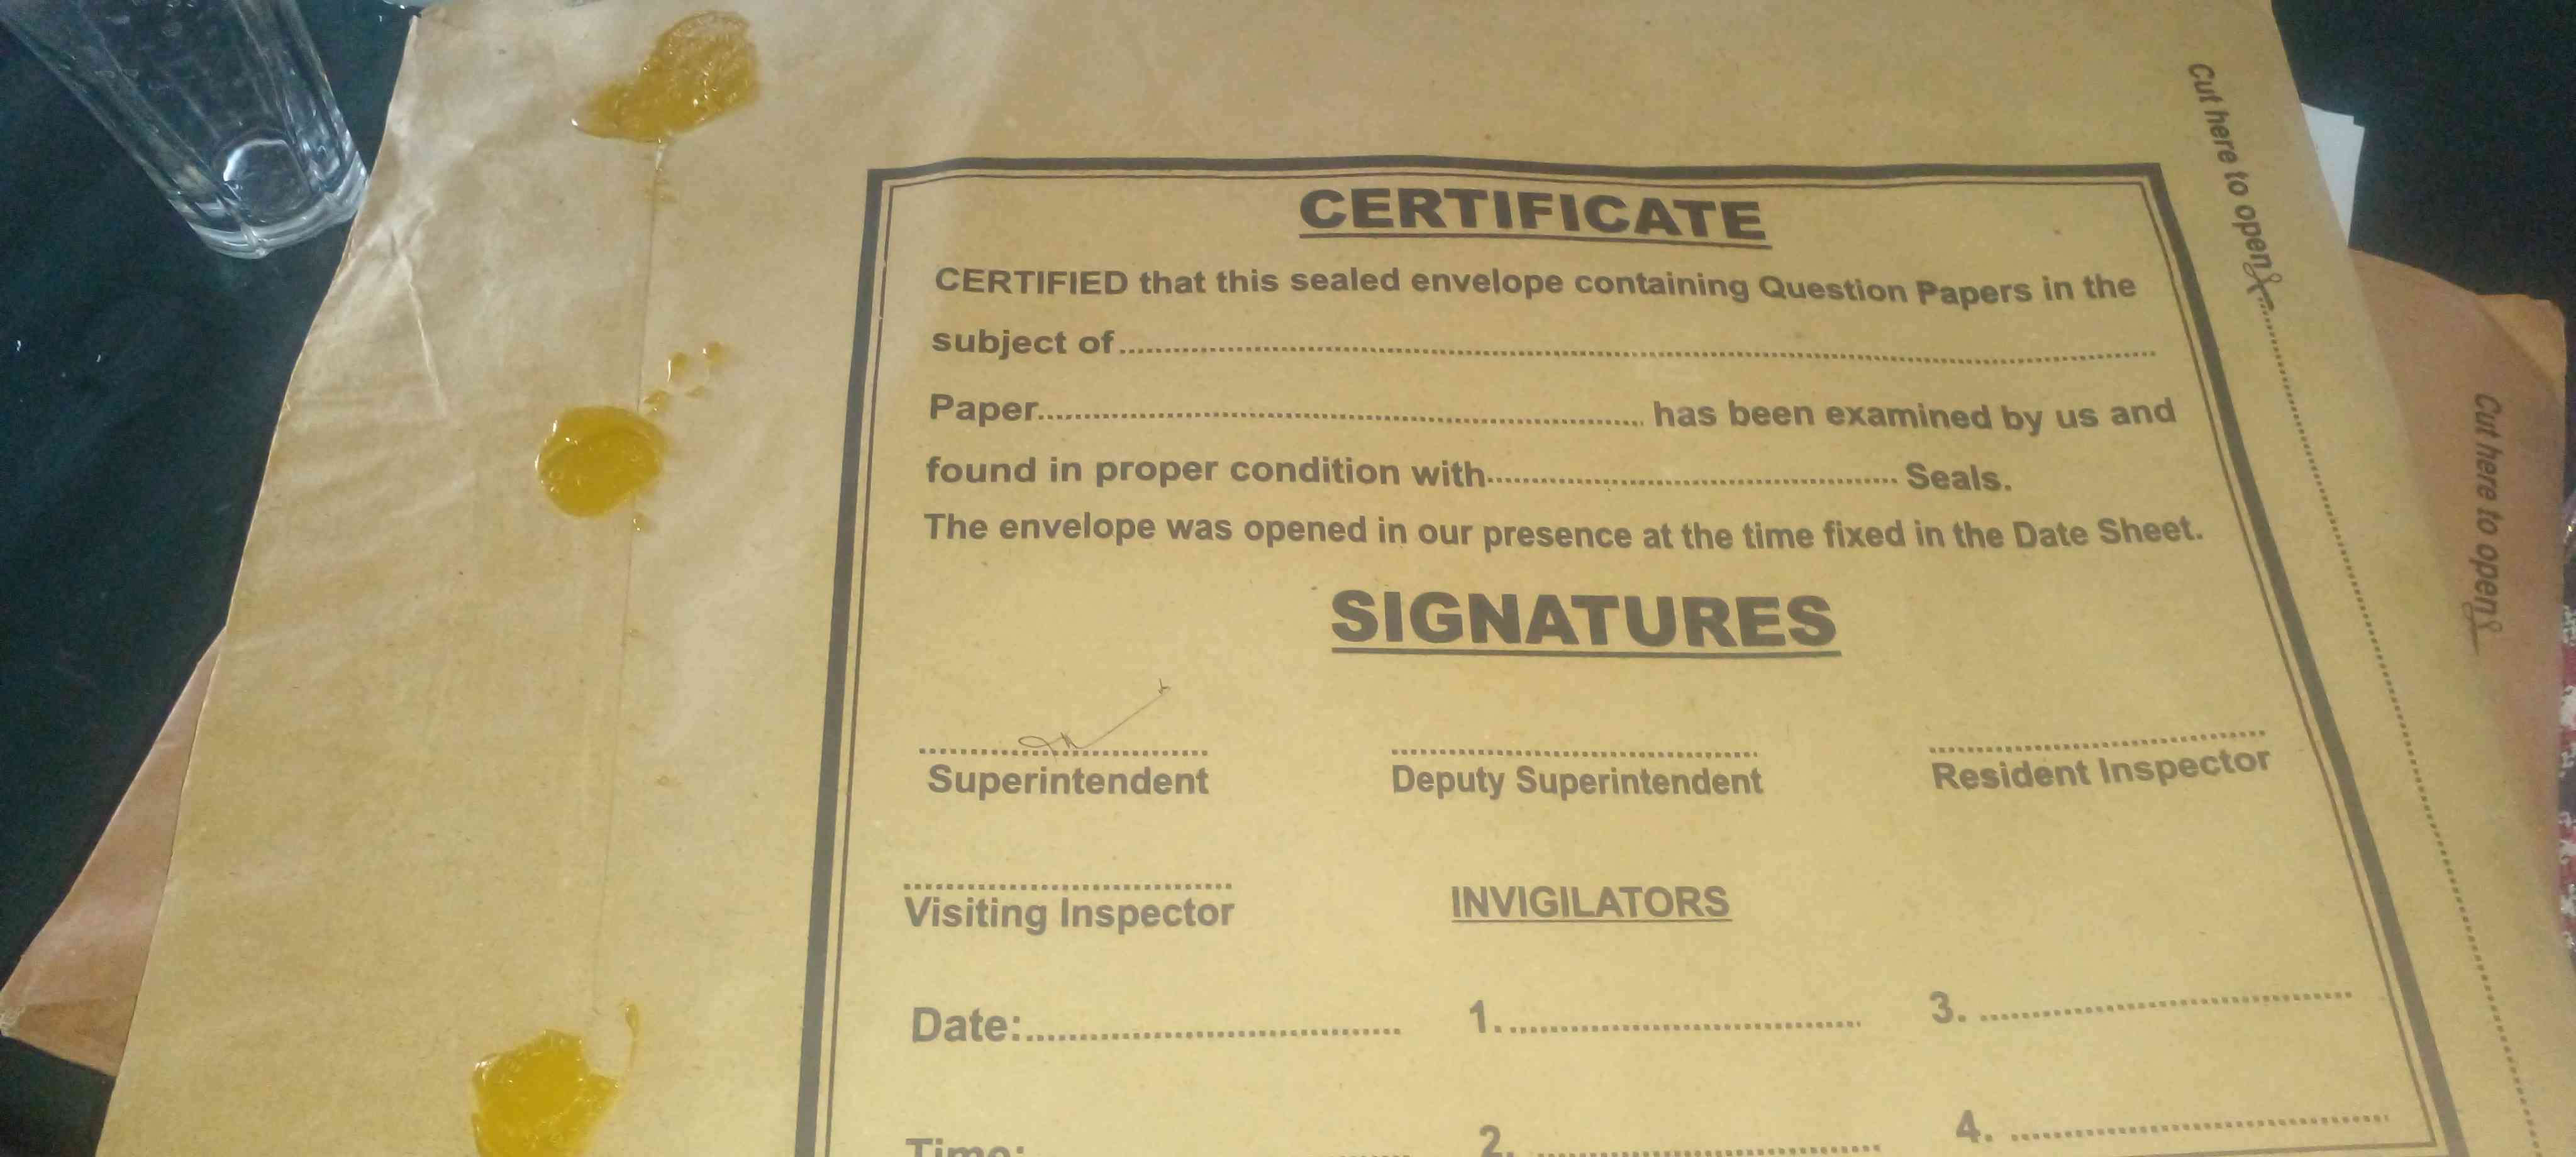 CERTIFICATE
CERTIFIED that this sealed envelope containing Question Papers in the
subject of
Paper has been examined by us and
found in proper condition with Seals.
The envelope was opened in our presence at the time fixed in the Date Sheet.
SIGNATURES
Superintendent Deputy Superintendent Resident Inspector
Visiting Inspector INVIGILATORS
Date: 1. 3.
Time: 2. 4.
Cut here to open
Cut here to open